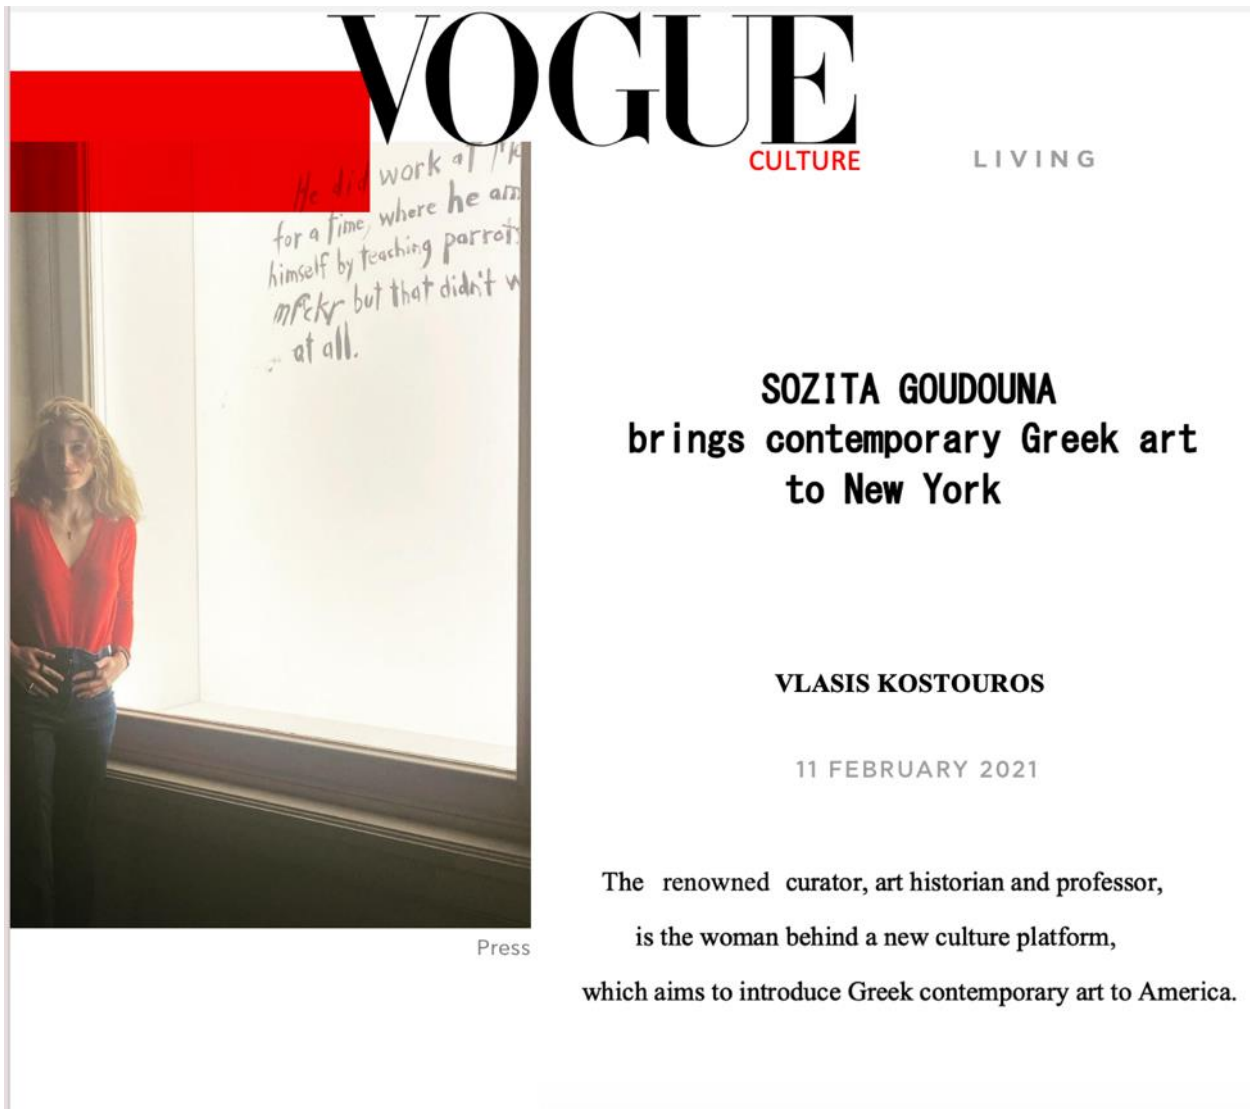 VOGUE
CULTURE
LIVING
He did work at
for a time, where he am
himself by teaching parrots
but that didn't w
at all.
SOZITA GOUDOUNA
brings contemporary Greek art
to New York
VLASIS KOSTOUROS
11 FEBRUARY 2021
The renowned curator, art historian and professor,
is the woman behind a new culture platform,
which aims to introduce Greek contemporary art to America.
Press